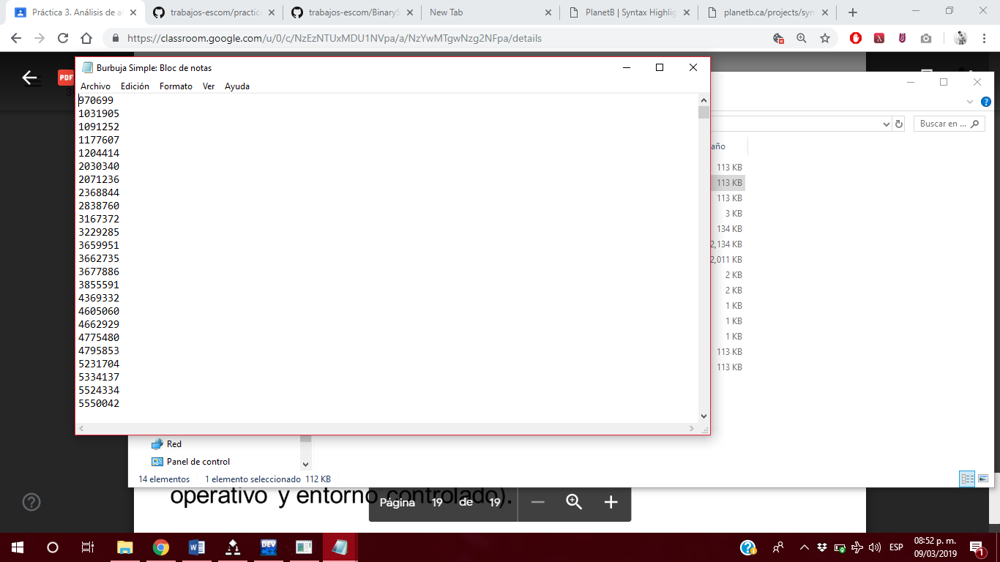 Práctica 3. Análisis de al
trabajos-escom/practica
trabajos-escom/BinaryS
New Tab
PlanetB | Syntax Highlig
planetb.ca/projects/syn
https://classroom.google.com/u/0/c/NzEzNTUxMDU1NVpa/a/NzYwMTgwNzg2NFpa/details
PDF
Burbuja Simple: Bloc de notas
Archivo Edición Formato Ver Ayuda
970699
1031905
1091252
1177607
1204414
2030340
2071236
2368844
2838760
3167372
3229285
3659951
3662735
3677886
3855591
4369332
4605060
4662929
4775480
4795853
5231704
5334137
5524334
5550042
Buscar en ...
año
113 KB
113 KB
113 KB
3 KB
134 KB
2,134 KB
2,011 KB
2 KB
2 KB
1 KB
1 KB
1 KB
113 KB
113 KB
Red
Panel de control
14 elementos 1 elemento seleccionado 112 KB
operativo y entorno controlado).
Página 19 de 19
DEV
ESP
08:52 p. m.
09/03/2019
1